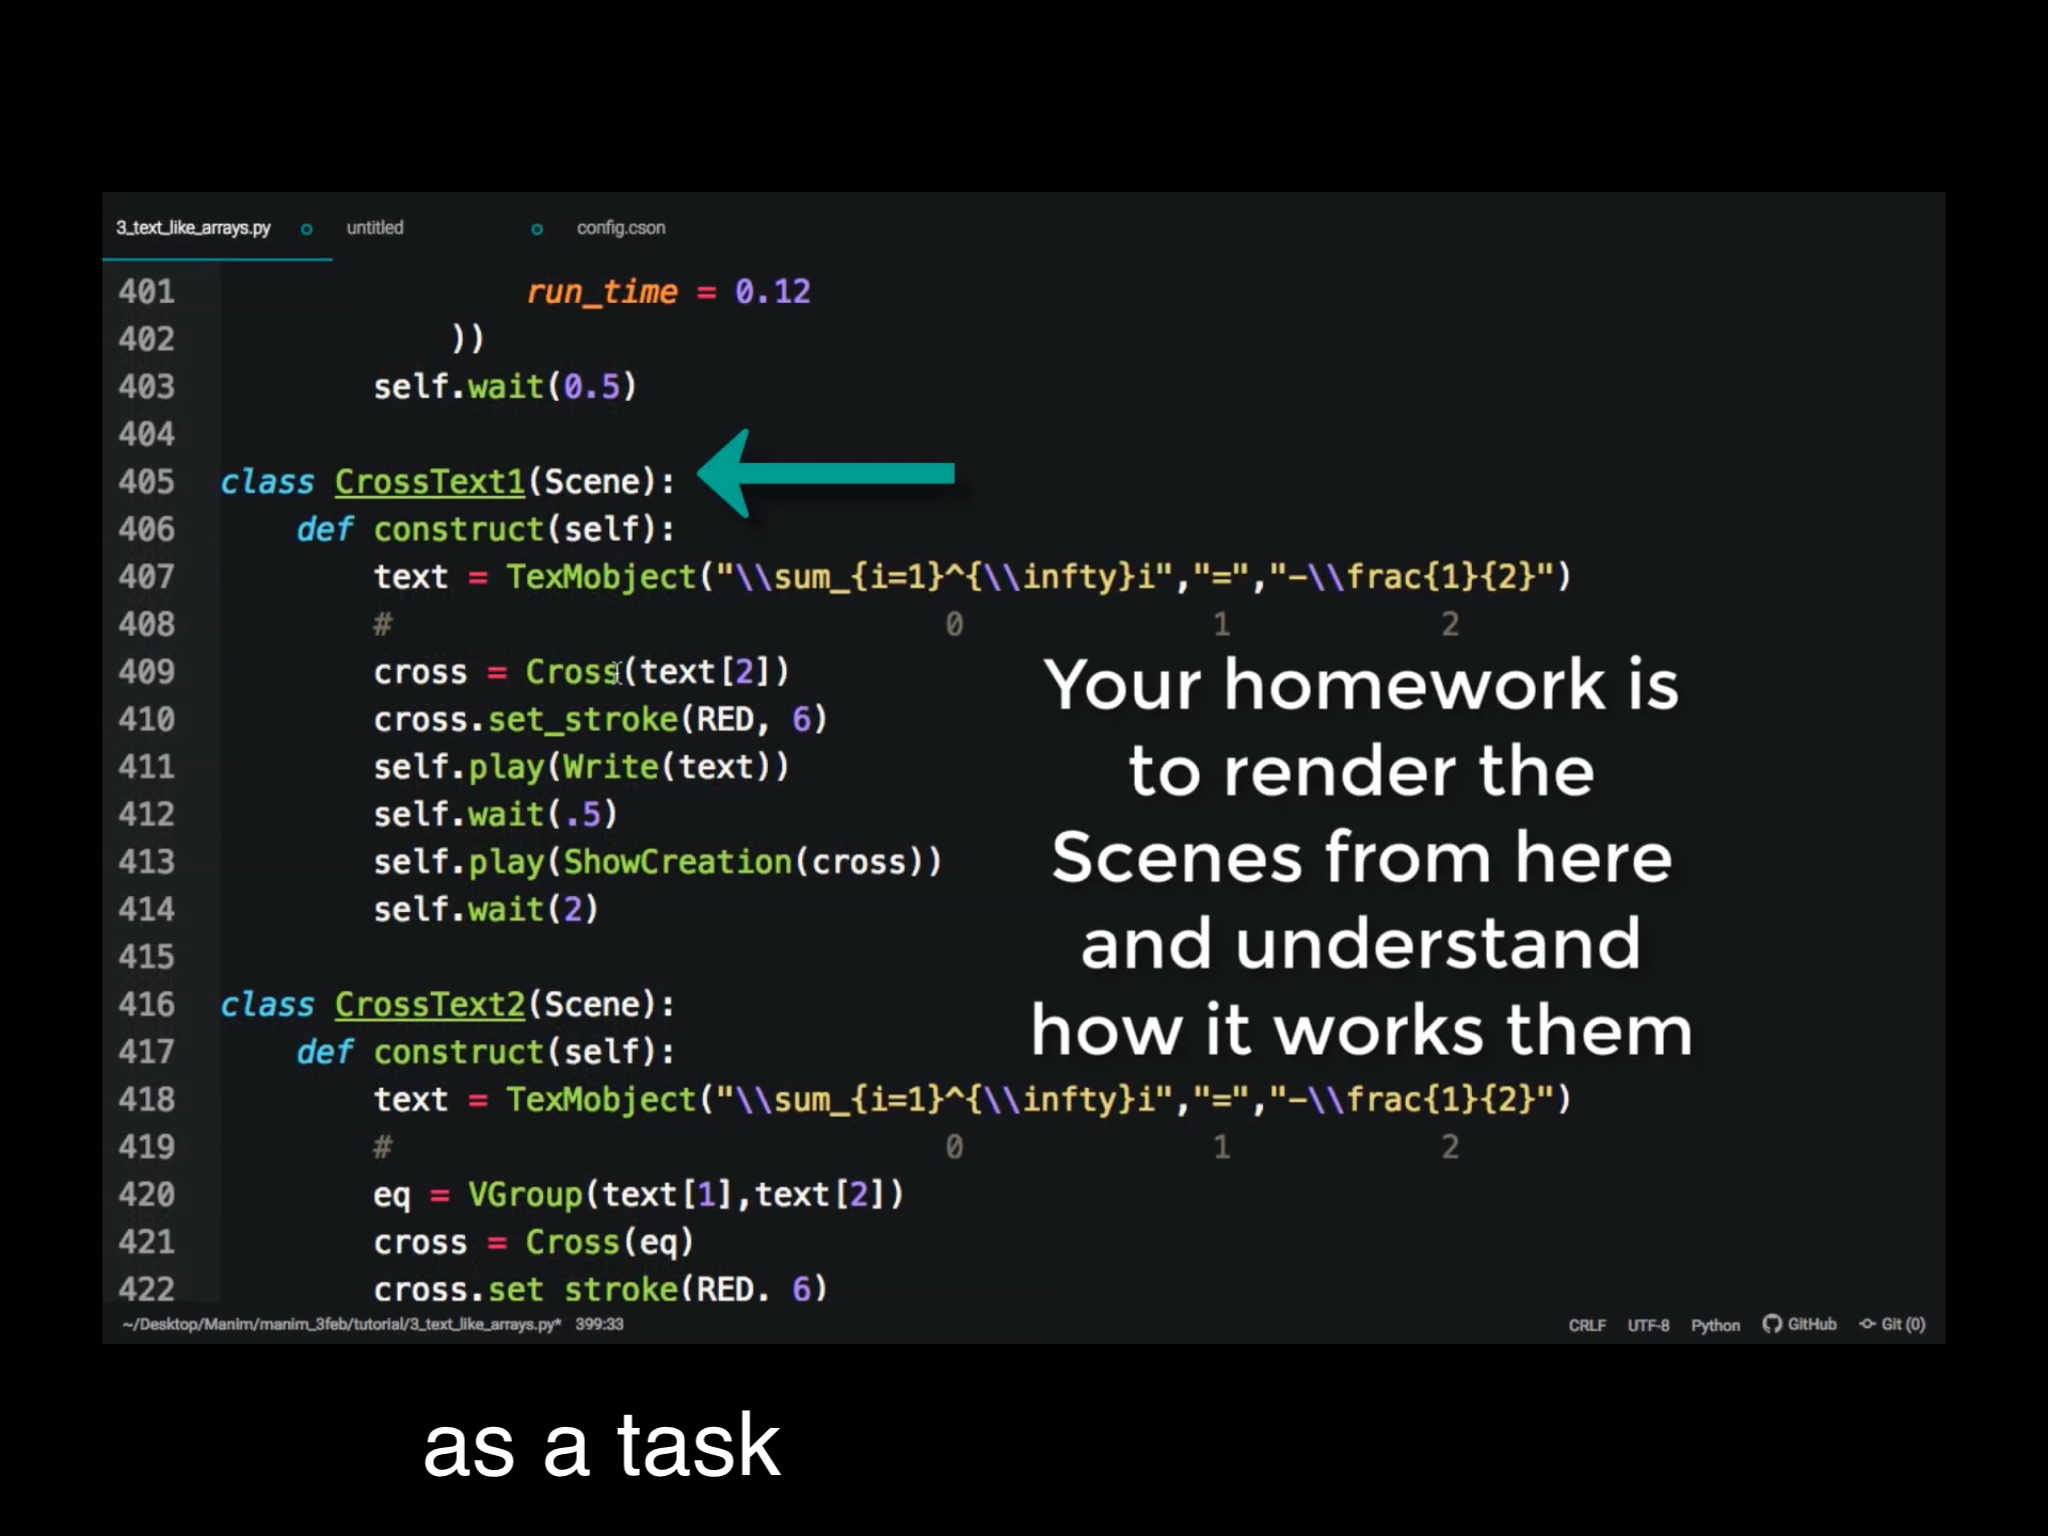 3_text_like_arrays.py untitled config.cson
401 run_time = 0.12
402 ))
403 self.wait(0.5)
404
405 class CrossText1(Scene):
406 def construct(self):
407 text = TexMobject("\\sum_{i=1}^{\\infty}i","=","-\\frac{1}{2}")
408 # 0 1 2
409 cross = Cross(text[2])
410 cross.set_stroke(RED, 6)
411 self.play(Write(text))
412 self.wait(.5)
413 self.play(ShowCreation(cross))
414 self.wait(2)
415
416 class CrossText2(Scene):
417 def construct(self):
418 text = TexMobject("\\sum_{i=1}^{\\infty}i","=","-\\frac{1}{2}")
419 # 0 1 2
420 eq = VGroup(text[1],text[2])
421 cross = Cross(eq)
422 cross.set_stroke(RED, 6)
Your homework is
to render the
Scenes from here
and understand
how it works them
~/Desktop/Manim/manim_3feb/tutorial/3_text_like_arrays.py* 399:33 CRLF UTF-8 Python GitHub Git (0)
as a task